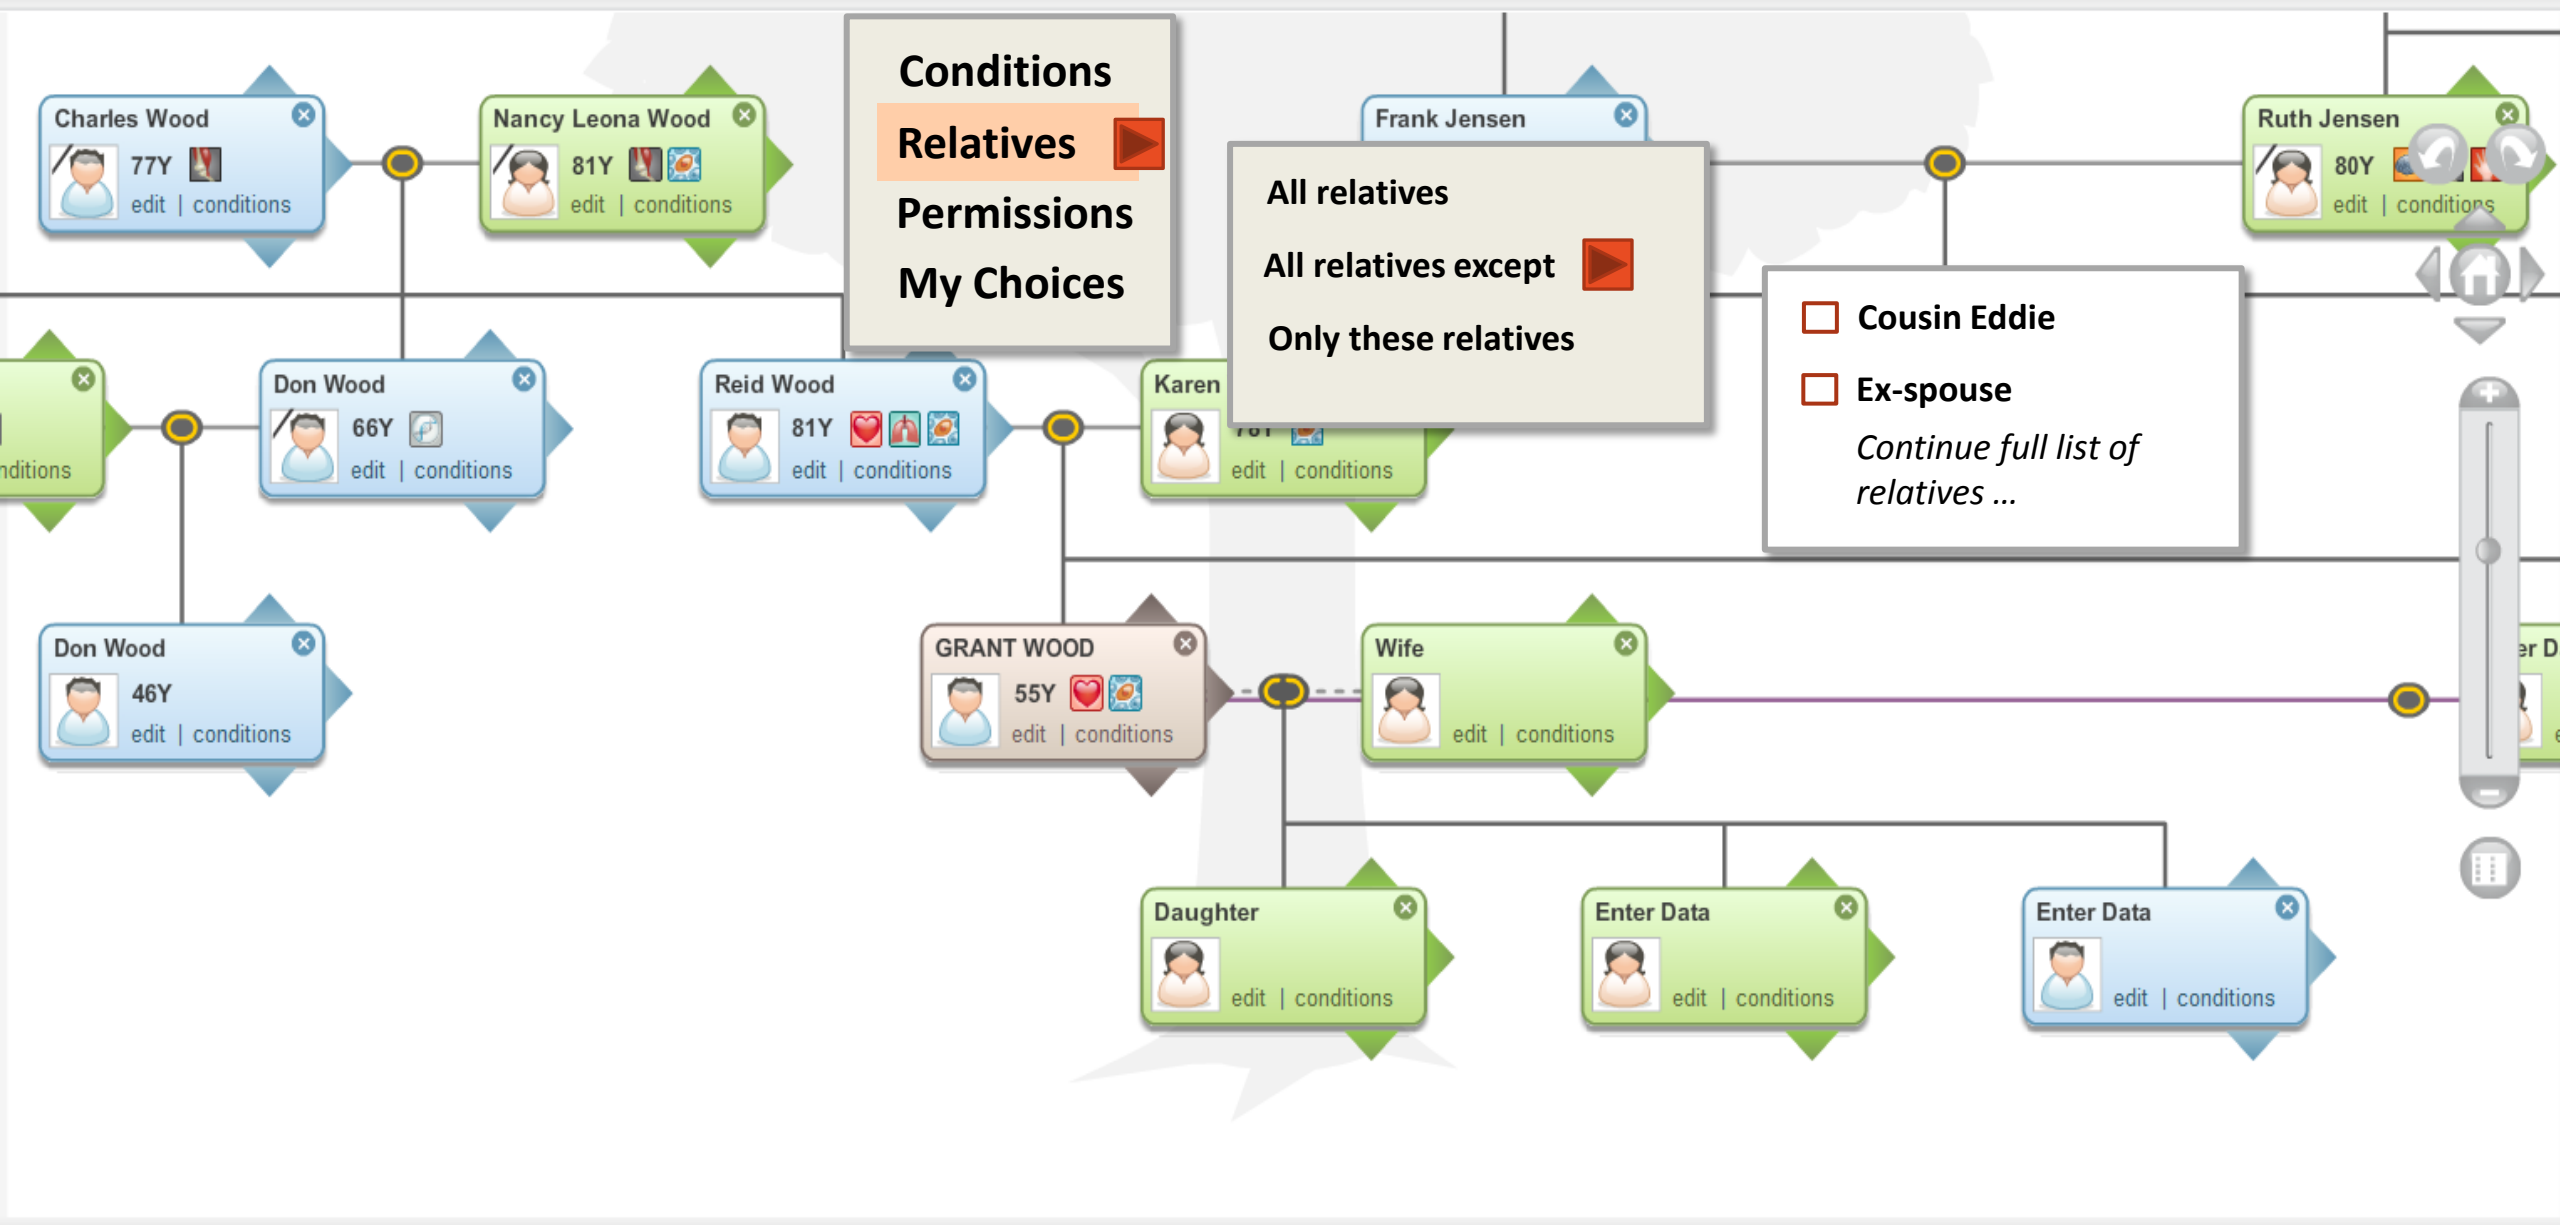 Charles Wood
77Y
edit | conditions
Nancy Leona Wood
81Y
edit | conditions
Conditions
Relatives
Permissions
My Choices
Frank Jensen
All relatives
All relatives except
Only these relatives
Ruth Jensen
80Y
edit | conditions
Cousin Eddie
Ex-spouse
Continue full list of
relatives ...
Don Wood
66Y
edit | conditions
Reid Wood
81Y
edit | conditions
Karen
edit | conditions
Don Wood
46Y
edit | conditions
GRANT WOOD
55Y
edit | conditions
Wife
edit | conditions
Daughter
edit | conditions
Enter Data
edit | conditions
Enter Data
edit | conditions